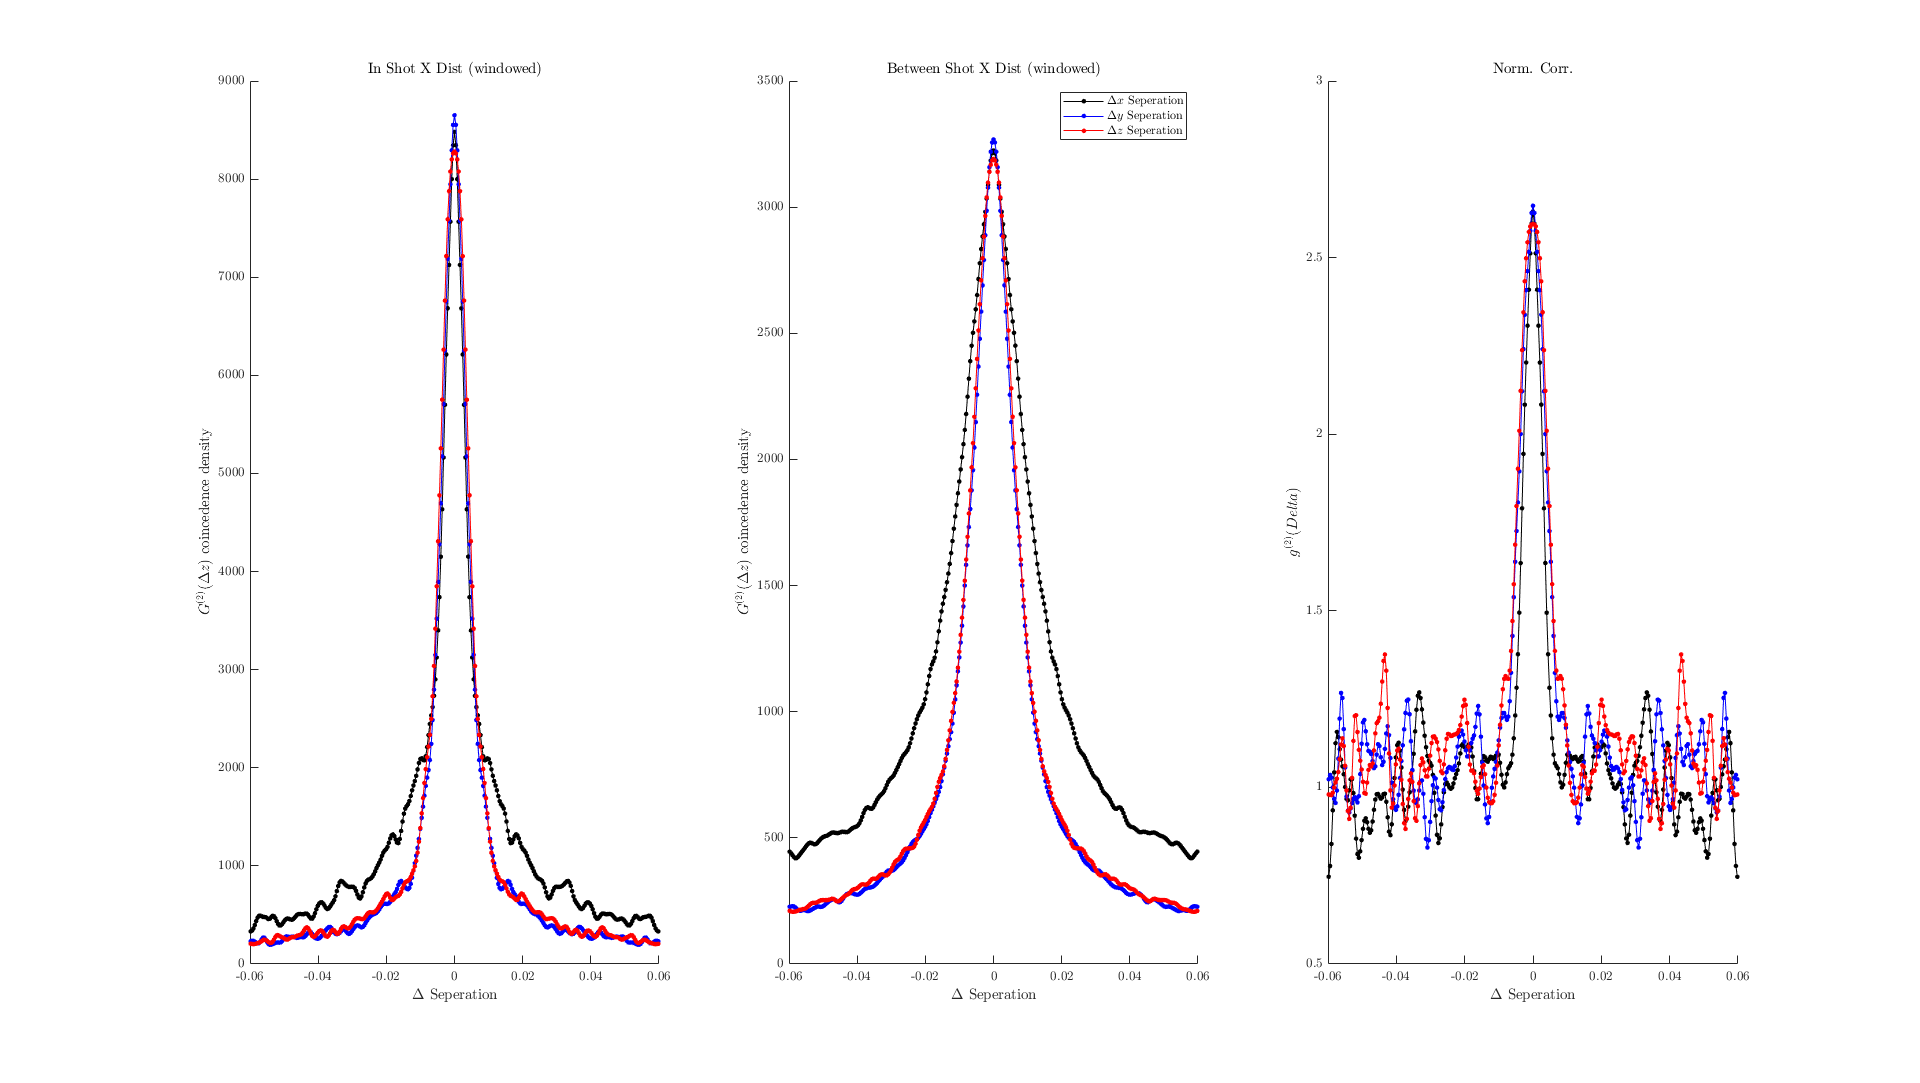 In Shot X Dist (windowed)
9000
8000
7000
6000
5000
4000
3000
2000
1000
0
-0.06 -0.04 -0.02 0 0.02 0.04 0.06
Δ Seperation
G⁽²⁾(Δz) coincedence density
Between Shot X Dist (windowed)
3500
3000
2500
2000
1500
1000
500
0
-0.06 -0.04 -0.02 0 0.02 0.04 0.06
Δ Seperation
G⁽²⁾(Δz) coincedence density
Δx Seperation
Δy Seperation
Δz Seperation
Norm. Corr.
3
2.5
2
1.5
1
0.5
-0.06 -0.04 -0.02 0 0.02 0.04 0.06
Δ Seperation
g⁽²⁾(Delta)